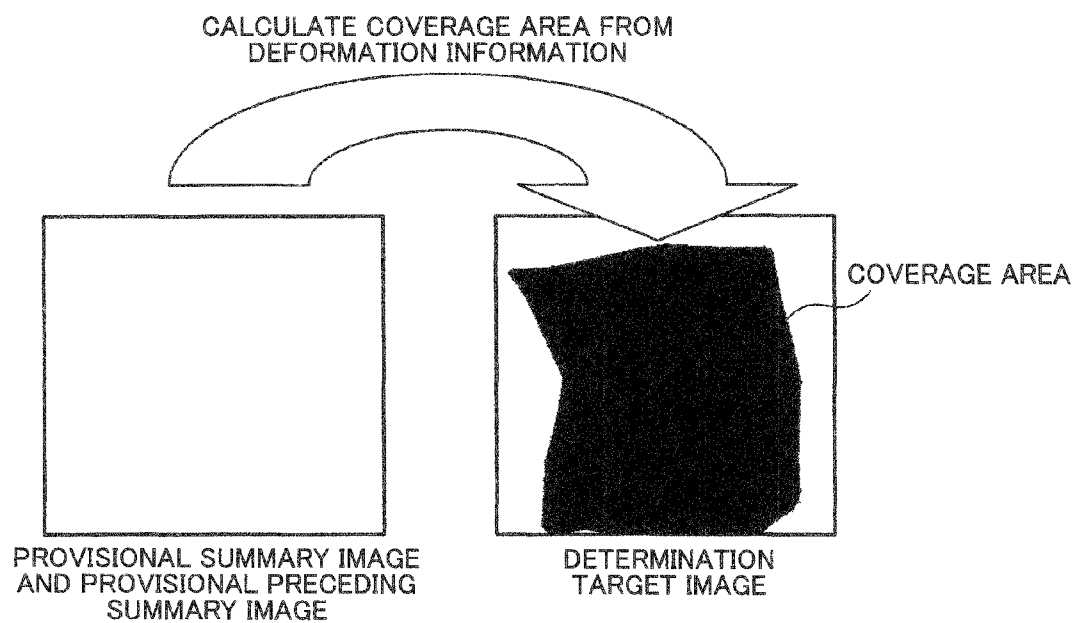 CALCULATE COVERAGE AREA FROM
DEFORMATION INFORMATION
COVERAGE AREA
PROVISIONAL SUMMARY IMAGE
AND PROVISIONAL PRECEDING
SUMMARY IMAGE
DETERMINATION
TARGET IMAGE